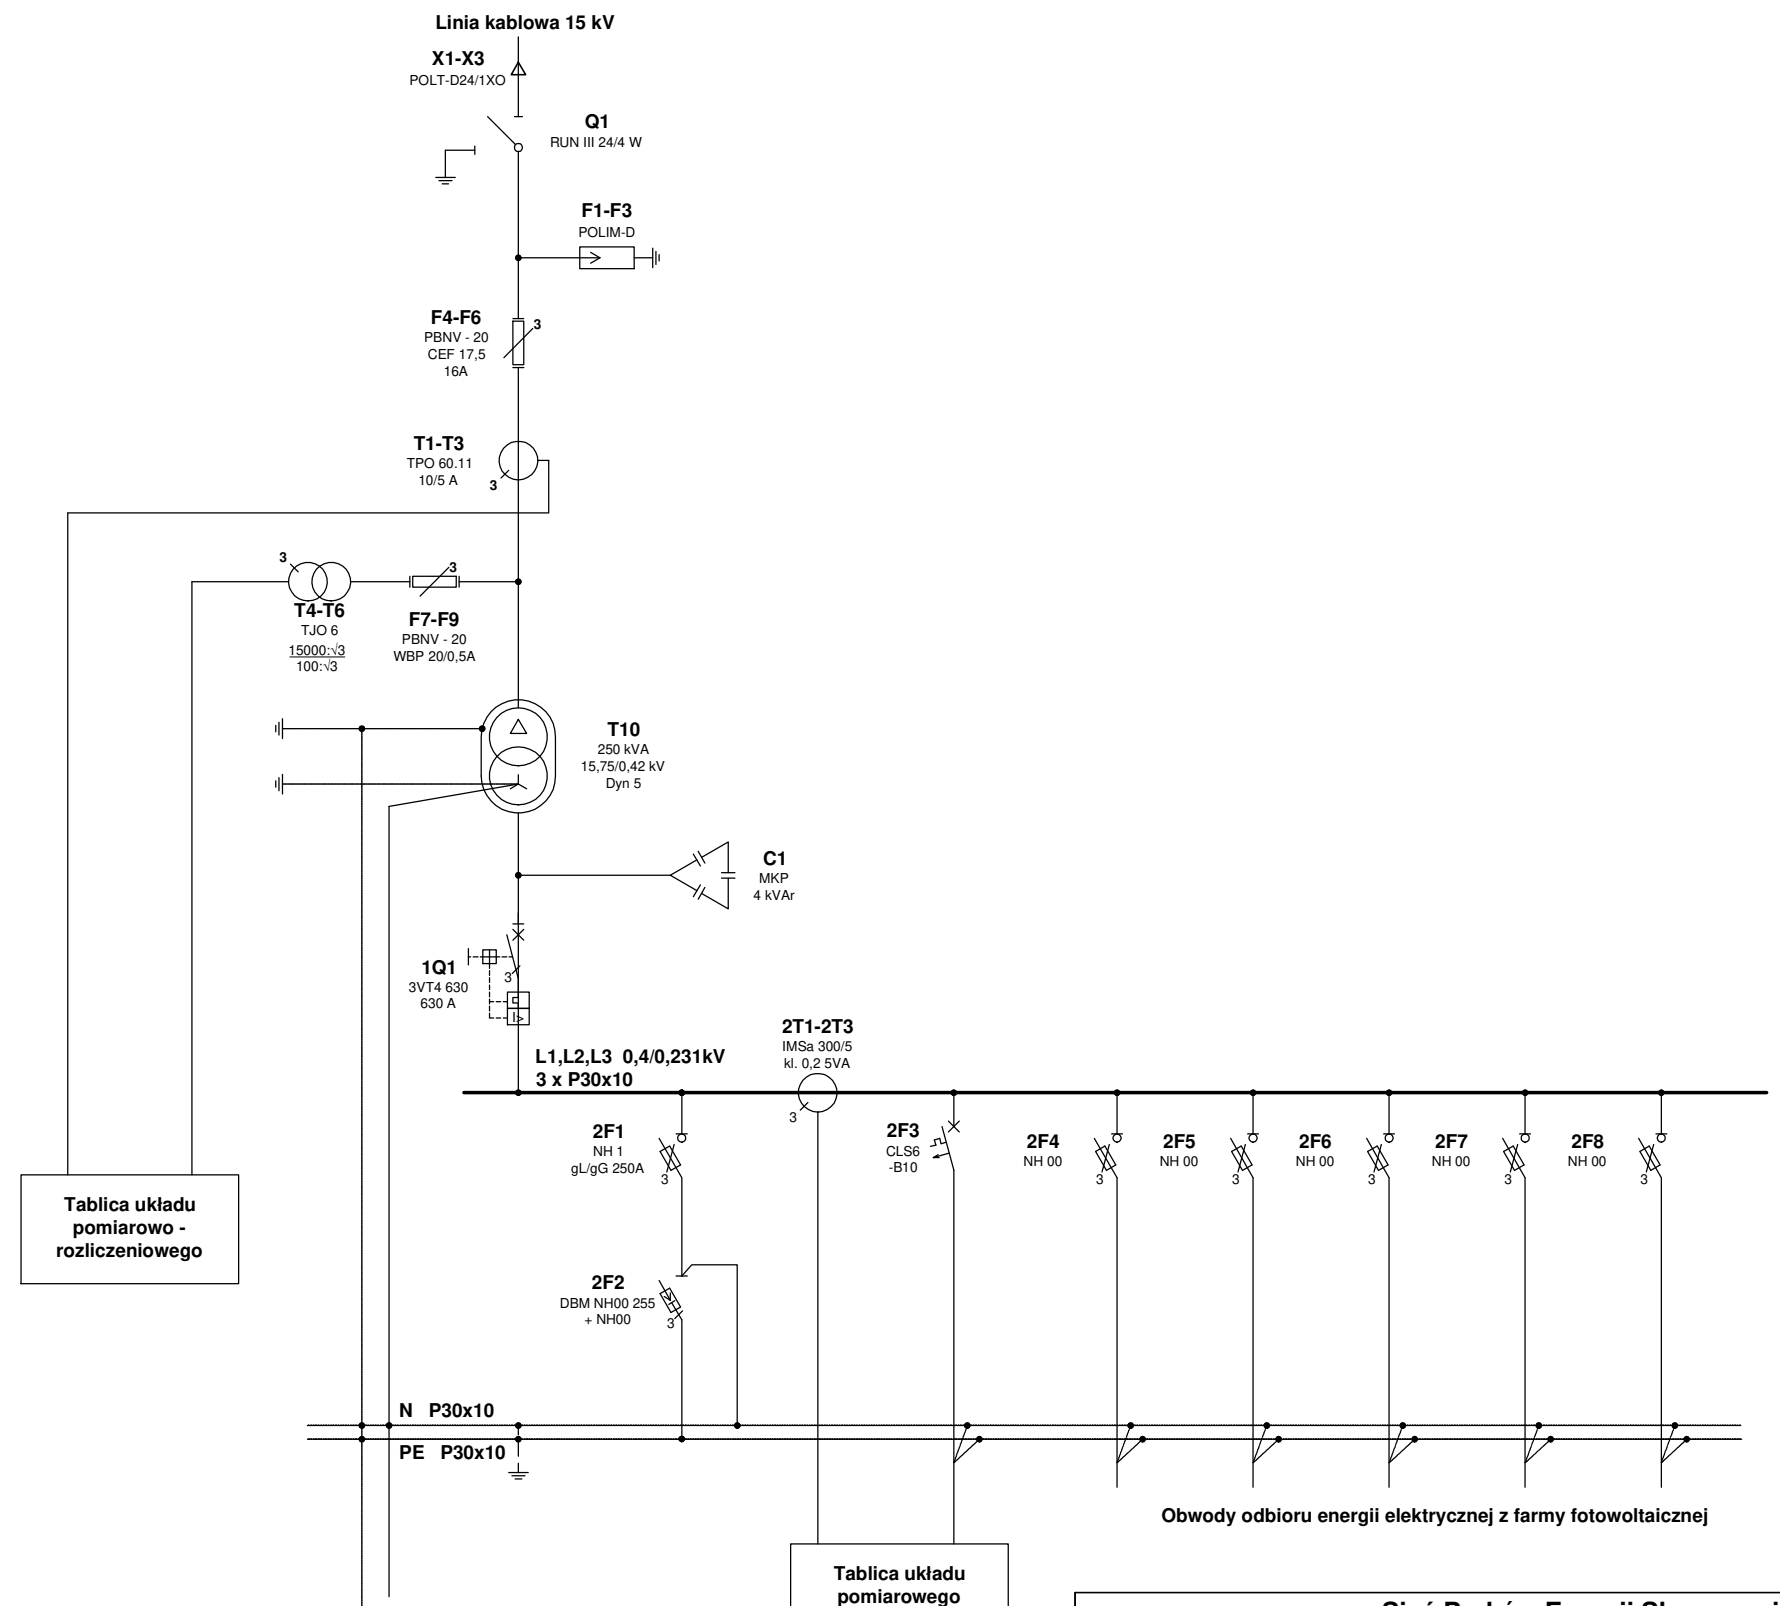 Linia kablowa 15 kV
X1-X3
POLT-D24/1XO
Q1
RUN III 24/4 W
F1-F3
POLIM-D
F4-F6
PBNV - 20
CEF 17,5
16A
3
T1-T3
TPO 60.11
10/5 A
3
3
T4-T6
TJO 6
15000:√3
100:√3
3
F7-F9
PBNV - 20
WBP 20/0,5A
T10
250 kVA
15,75/0,42 kV
Dyn 5
C1
MKP
4 kVAr
1Q1
3VT4 630
630 A
3
I>
L1,L2,L3 0,4/0,231kV
3 x P30x10
2T1-2T3
IMSa 300/5
kl. 0,2 5VA
3
2F1
NH 1
gL/gG 250A
3
2F3
CLS6
-B10
2F4
NH 00
3
2F5
NH 00
3
2F6
NH 00
3
2F7
NH 00
3
2F8
NH 00
3
Tablica układu
pomiarowo -
rozliczeniowego
2F2
DBM NH00 255
+ NH00
3
N P30x10
PE P30x10
Obwody odbioru energii elektrycznej z farmy fotowoltaicznej
Tablica układu
pomiarowego